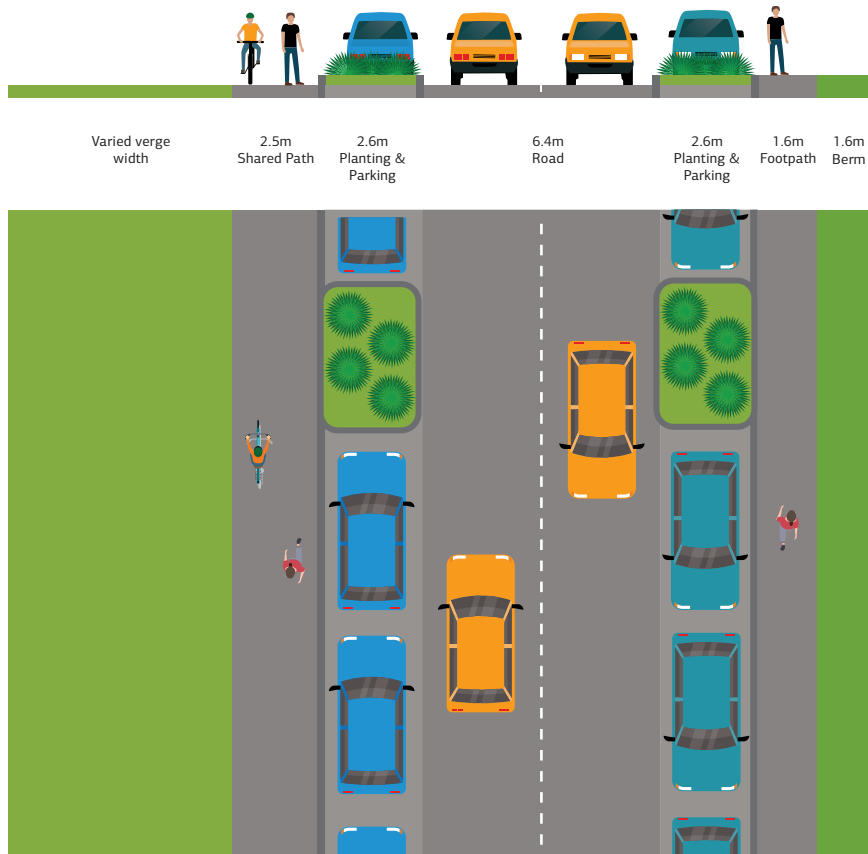 Varied verge
width
2.5m
Shared Path
2.6m
Planting &
Parking
6.4m
Road
2.6m
Planting &
Parking
1.6m
Footpath
1.6m
Berm